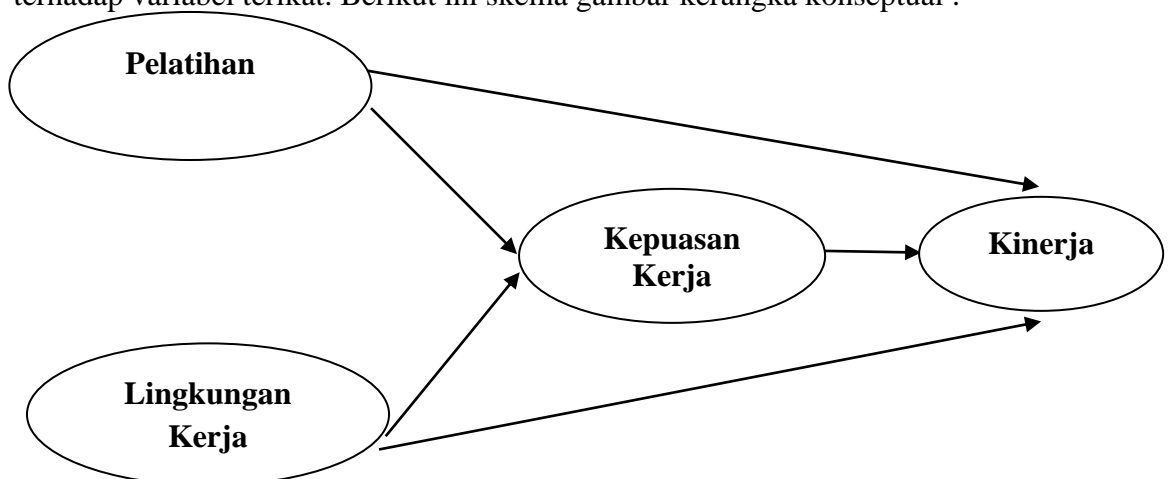 terhadap variabel terikat. Berikut ini skema gambar kerangka konseptual :
Pelatihan
Kepuasan
Kerja
Kinerja
Lingkungan
Kerja